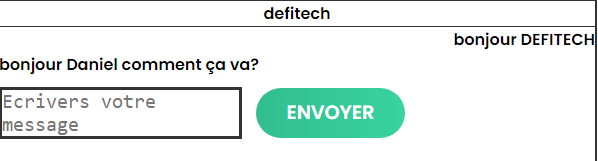 defitech
bonjour DEFITECH
bonjour Daniel comment ça va?
Ecrivers votre
message
ENVOYER